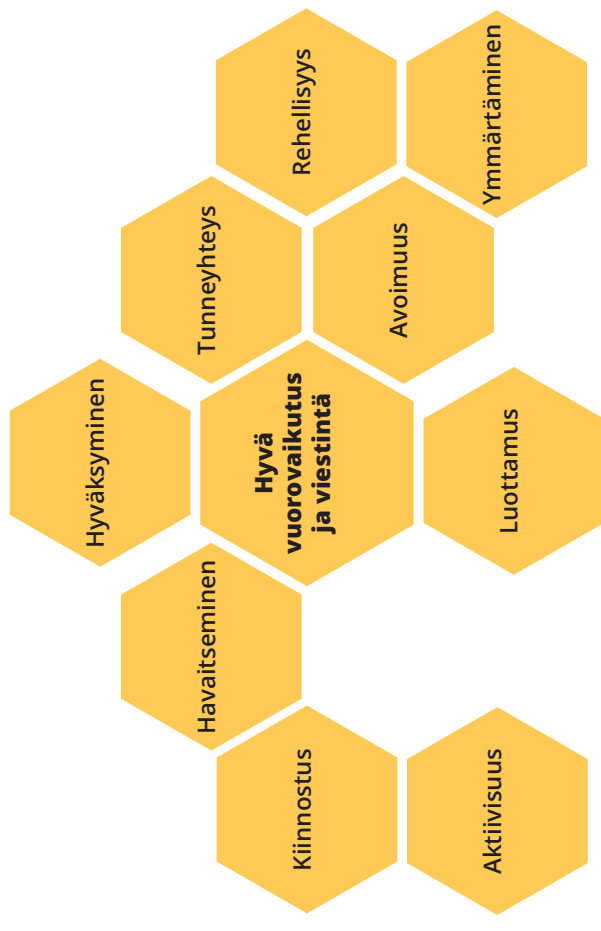 Hyväksyminen
Havaitseminen
Tunneyhteys
Kiinnostus
Hyvä
vuorovaikutus
ja viestintä
Rehellisyys
Avoimuus
Aktiivisuus
Luottamus
Ymmärtäminen